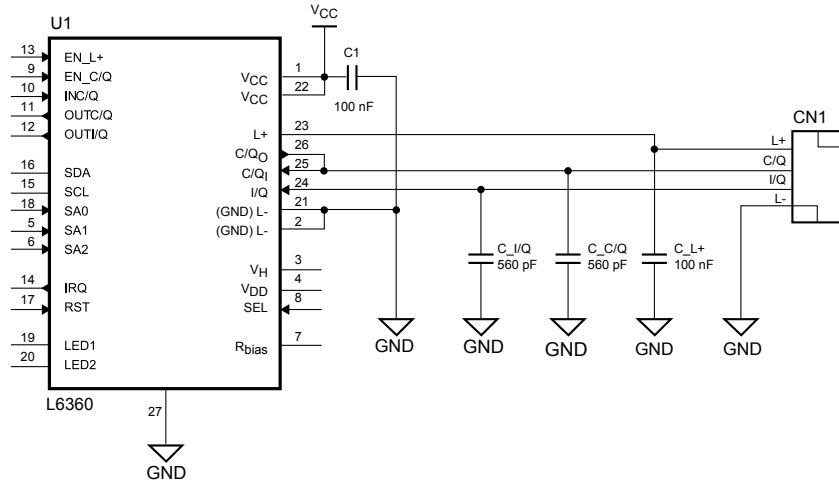 U1
13 EN_L+
9 EN_C/Q
10 INC/Q
11 OUTC/Q
12 OUTI/Q
16 SDA
15 SCL
18 SA0
5 SA1
6 SA2
14 IRQ
17 RST
19 LED1
20 LED2
L6360
27
GND
VCC 1
VCC 22
L+ 23
C/QO 26
C/QI 25
I/Q 24
(GND) L- 21
(GND) L- 2
VH 3
VDD 4
SEL 8
Rbias 7
VCC
C1
100 nF
GND
C_I/Q
560 pF
GND
C_C/Q
560 pF
GND
C_L+
100 nF
GND
CN1
L+
C/Q
I/Q
L-
GND